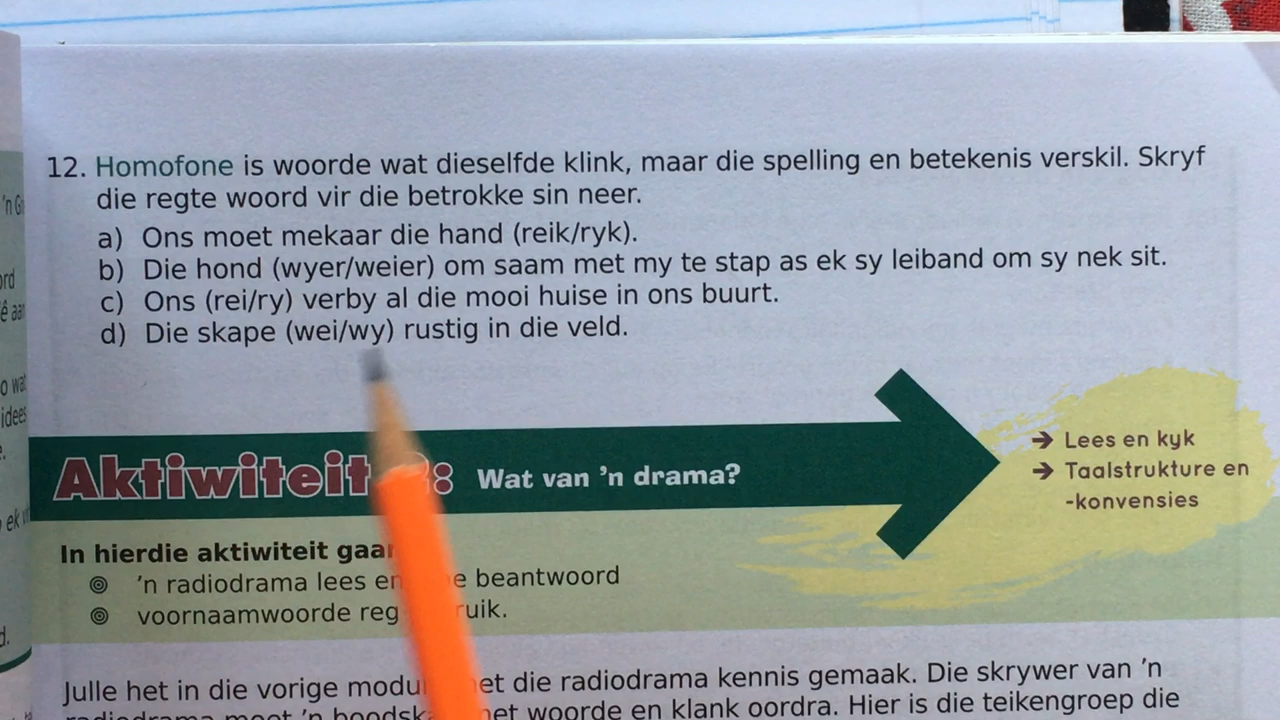 12. Homofone is woorde wat dieselfde klink, maar die spelling en betekenis verskil. Skryf
die regte woord vir die betrokke sin neer.
a) Ons moet mekaar die hand (reik/ryk).
b) Die hond (wyer/weier) om saam met my te stap as ek sy leiband om sy nek sit.
c) Ons (rei/ry) verby al die mooi huise in ons buurt.
d) Die skape (wei/wy) rustig in die veld.
Aktiwiteit : Wat van ’n drama?
→ Lees en kyk
→ Taalstrukture en
-konvensies
In hierdie aktiwiteit gaan
’n radiodrama lees en beantwoord
voornaamwoorde reg
Julle het in die vorige die radiodrama kennis gemaak. Die skrywer van ’n
radiodrama moet ’n woorde en klank oordra. Hier is die teikengroep die